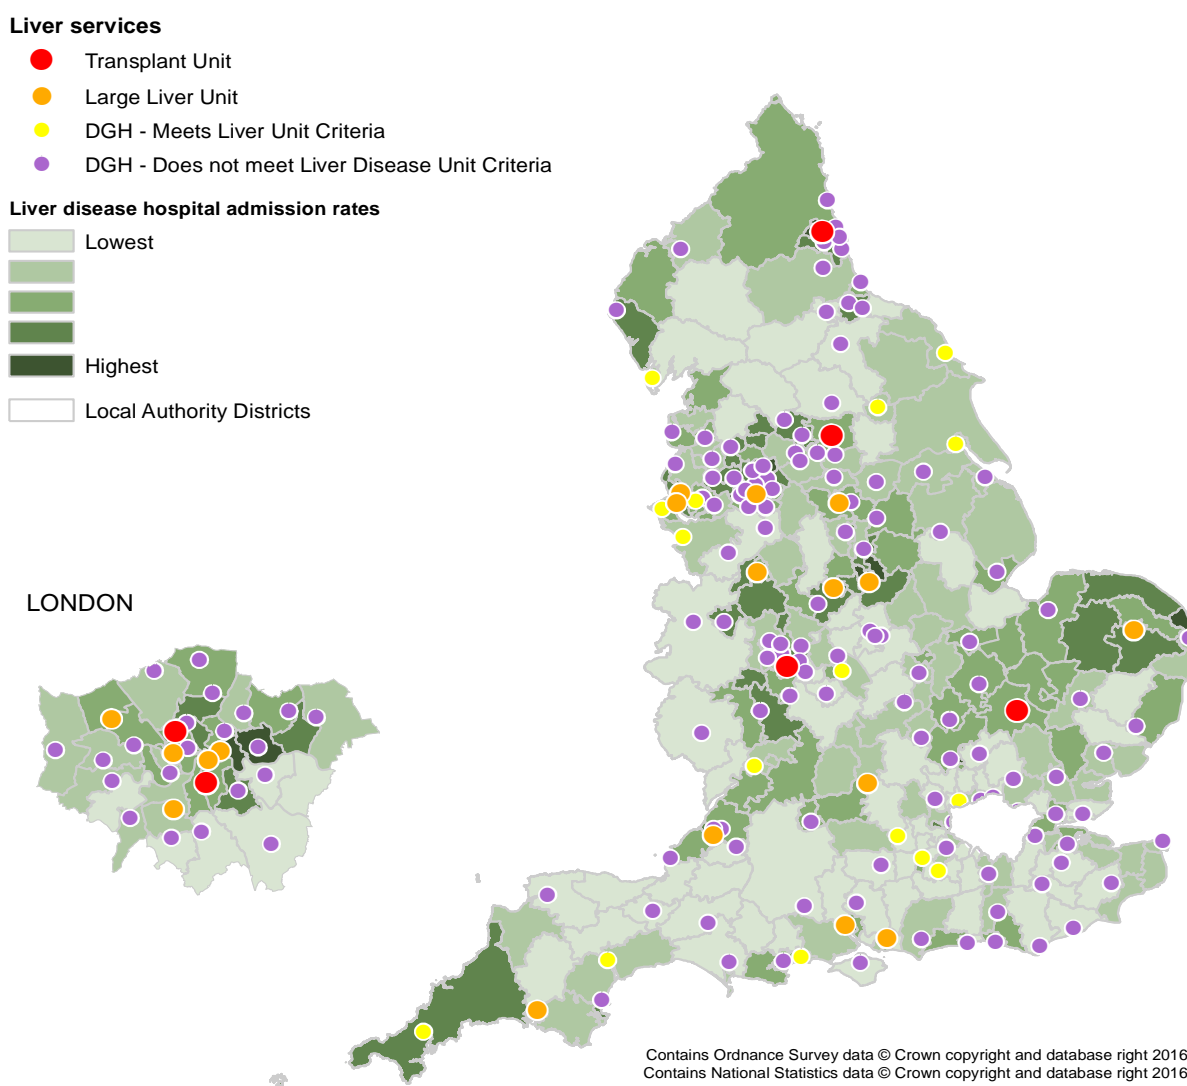 Liver services
Transplant Unit
Large Liver Unit
DGH - Meets Liver Unit Criteria
DGH - Does not meet Liver Disease Unit Criteria
Liver disease hospital admission rates
Lowest
Highest
Local Authority Districts
LONDON
Contains Ordnance Survey data © Crown copyright and database right 2016
Contains National Statistics data © Crown copyright and database right 2016